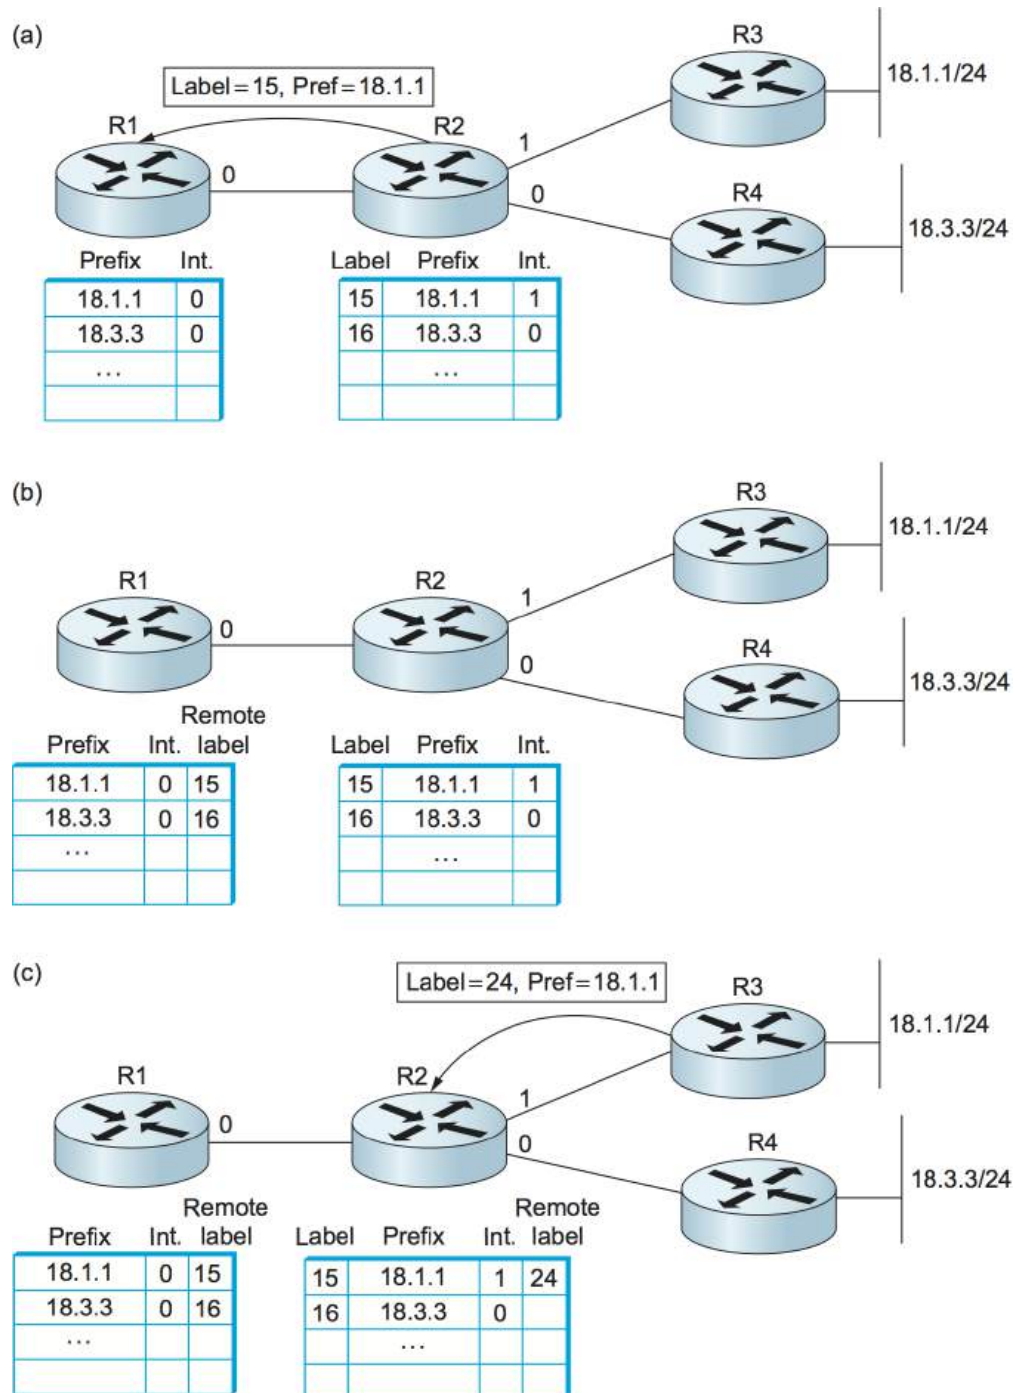 (a)
R3
18.1.1/24
Label=15, Pref=18.1.1
R1
R2
0
1
0
R4
18.3.3/24
Prefix Int.
18.1.1 0
18.3.3 0
...
Label Prefix Int.
15 18.1.1 1
16 18.3.3 0
...
(b)
R3
18.1.1/24
R1
R2
0
1
0
R4
18.3.3/24
Remote
Prefix Int. label
18.1.1 0 15
18.3.3 0 16
...
Label Prefix Int.
15 18.1.1 1
16 18.3.3 0
...
(c)
Label=24, Pref=18.1.1
R3
18.1.1/24
R1
R2
0
1
0
R4
18.3.3/24
Remote
Prefix Int. label
18.1.1 0 15
18.3.3 0 16
...
Remote
Label Prefix Int. label
15 18.1.1 1 24
16 18.3.3 0
...